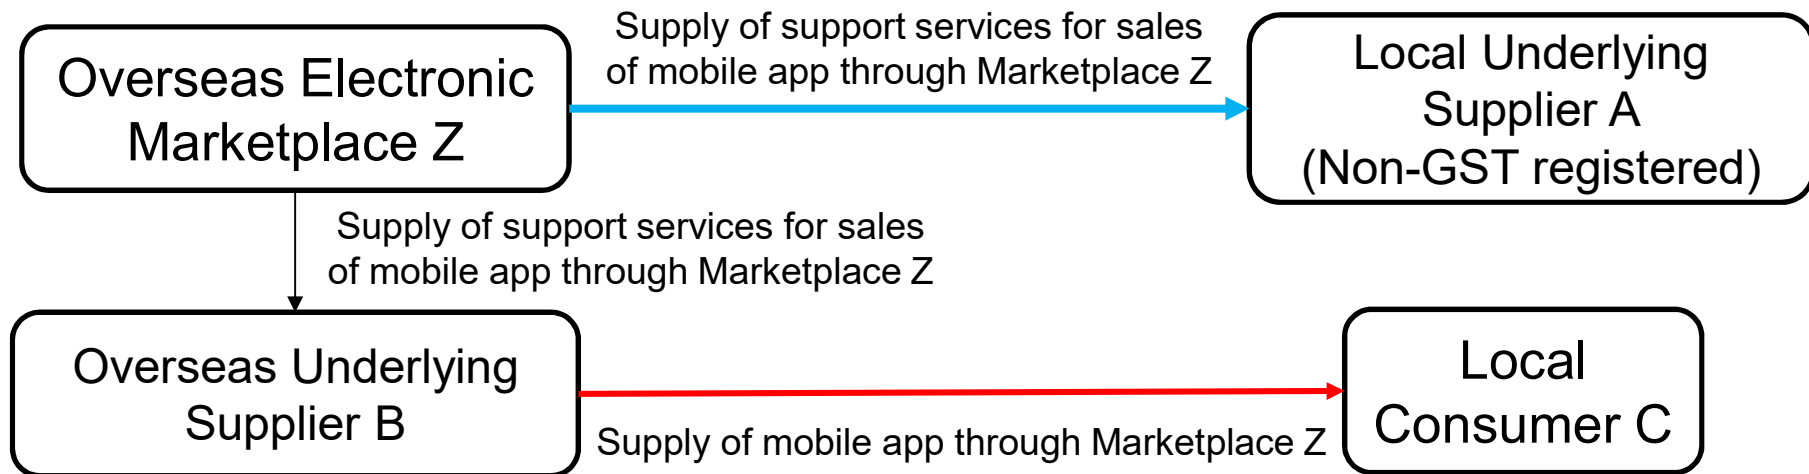 Overseas Electronic
Marketplace Z
Supply of support services for sales
of mobile app through Marketplace Z
Local Underlying
Supplier A
(Non-GST registered)
Supply of support services for sales
of mobile app through Marketplace Z
Overseas Underlying
Supplier B
Supply of mobile app through Marketplace Z
Local
Consumer C